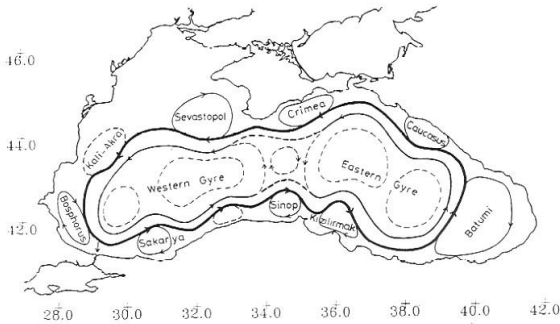 46.0
Crimea
Sevastopol
Caucasus
44.0
Kali-Akra
Western Gyre
Eastern Gyre
Bosphorus
Sinop
Kizilirmak
Batumi
42.0
Sakarya
28.0 30.0 32.0 34.0 36.0 38.0 40.0 42.0